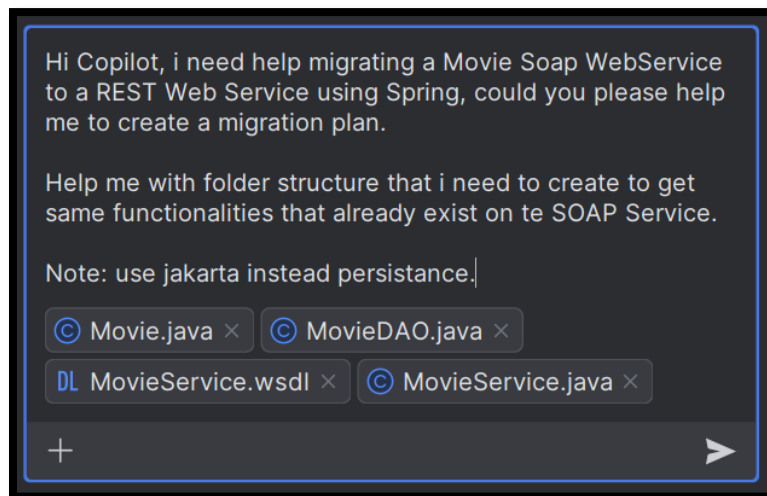 Hi Copilot, i need help migrating a Movie Soap WebService
to a REST Web Service using Spring, could you please help
me to create a migration plan.
Help me with folder structure that i need to create to get
same functionalities that already exist on te SOAP Service.
Note: use jakarta instead persistance.
Movie.java
MovieDAO.java
DL MovieService.wsdl
MovieService.java